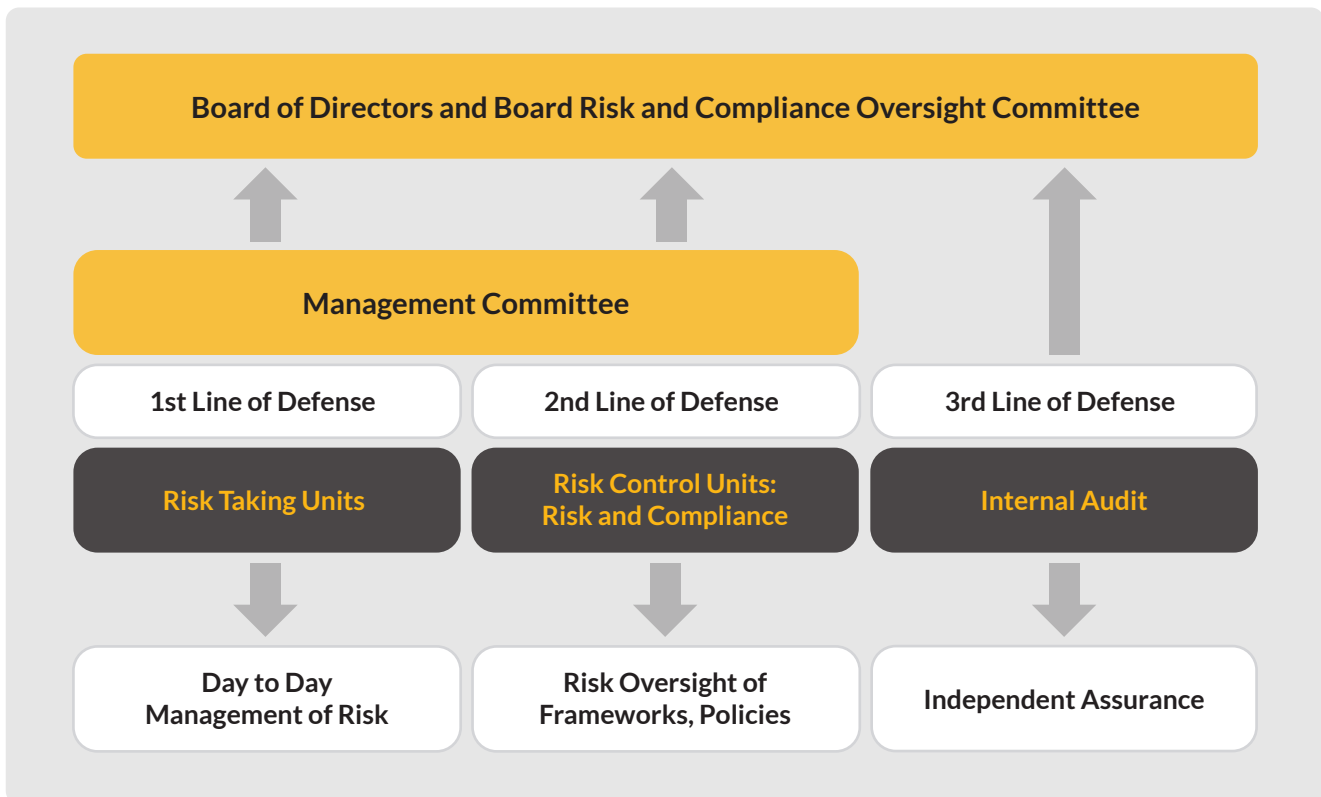 Board of Directors and Board Risk and Compliance Oversight Committee
Management Committee
1st Line of Defense
2nd Line of Defense
3rd Line of Defense
Risk Taking Units
Risk Control Units:
Risk and Compliance
Internal Audit
Day to Day
Management of Risk
Risk Oversight of
Frameworks, Policies
Independent Assurance